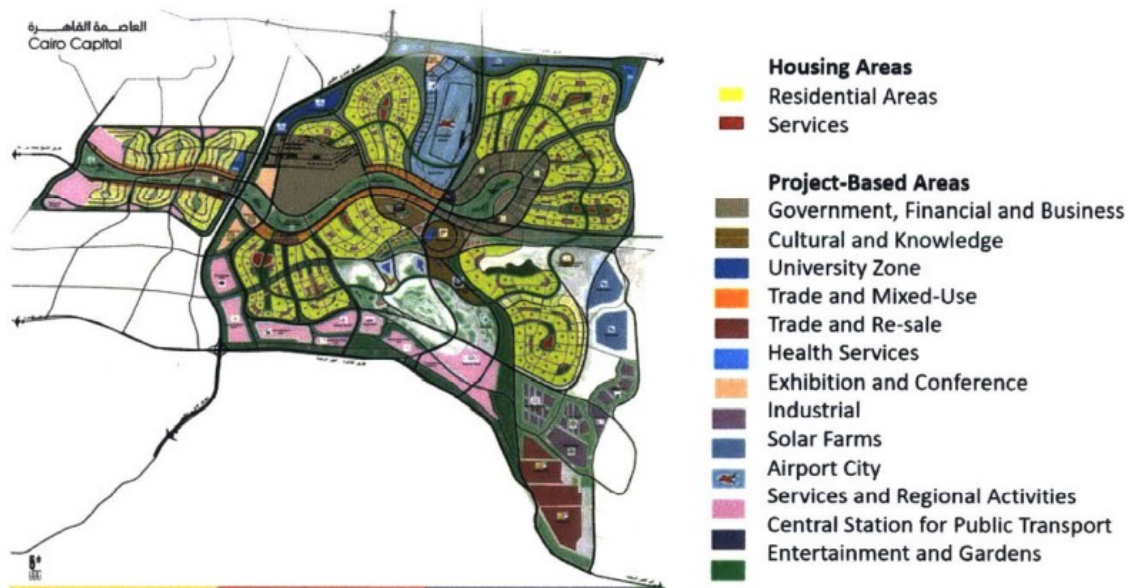 العاصمة القاهرة
Cairo Capital
Housing Areas
Residential Areas
Services
Project-Based Areas
Government, Financial and Business
Cultural and Knowledge
University Zone
Trade and Mixed-Use
Trade and Re-sale
Health Services
Exhibition and Conference
Industrial
Solar Farms
Airport City
Services and Regional Activities
Central Station for Public Transport
Entertainment and Gardens